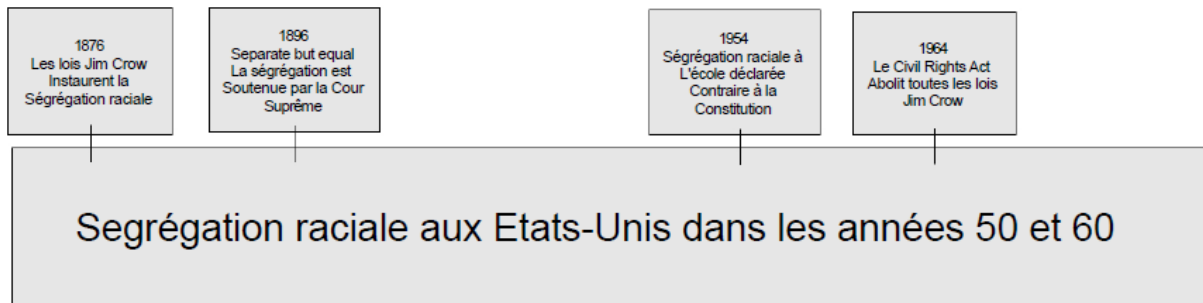 1876
Les lois Jim Crow
Instaurent la
Ségrégation raciale
1896
Separate but equal
La ségrégation est
Soutenue par la Cour
Suprême
1954
Ségrégation raciale à
L'école déclarée
Contraire à la
Constitution
1964
Le Civil Rights Act
Abolit toutes les lois
Jim Crow
Segrégation raciale aux Etats-Unis dans les années 50 et 60